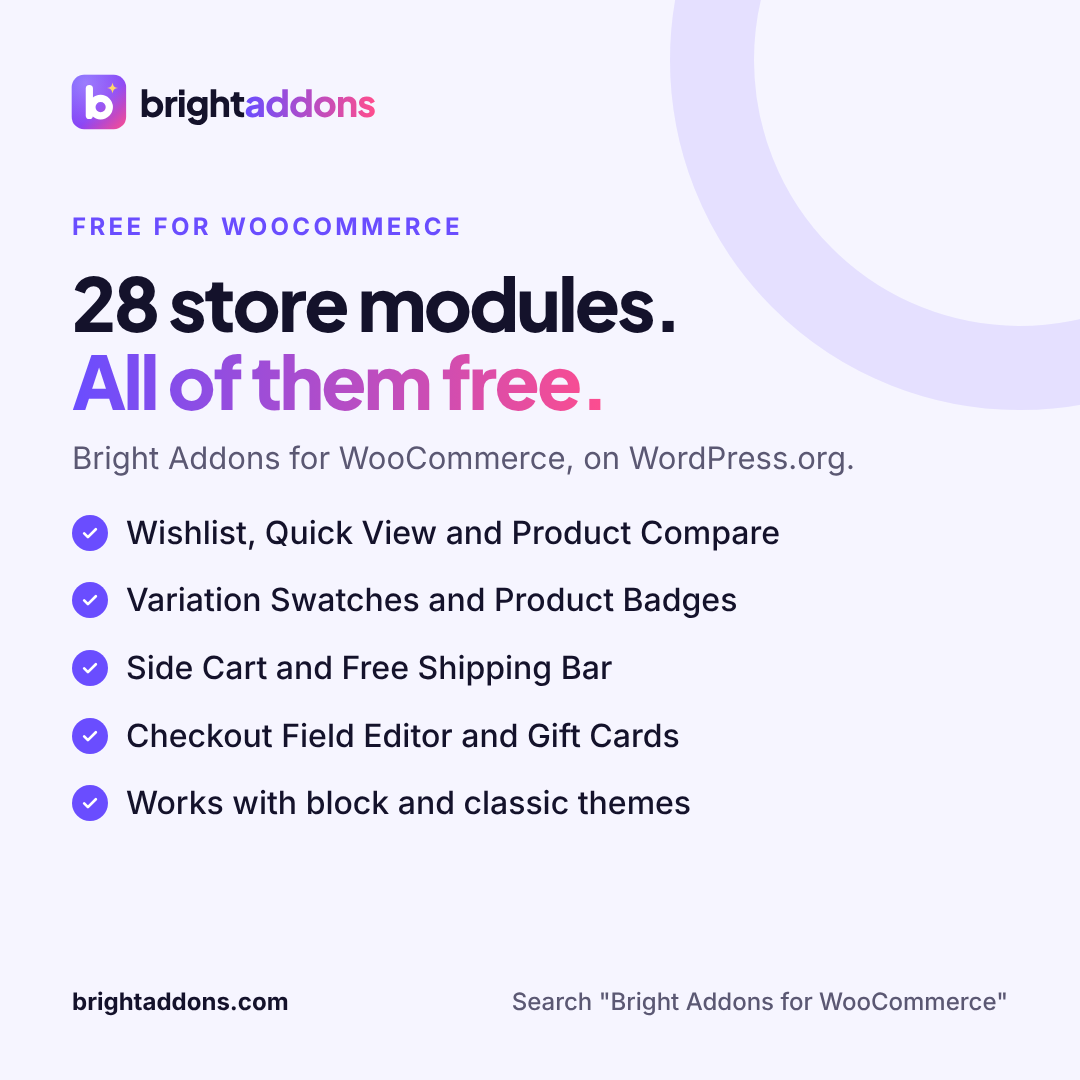 brightaddons
FREE FOR WOOCOMMERCE
28 store modules.
All of them free.
Bright Addons for WooCommerce, on WordPress.org.
Wishlist, Quick View and Product Compare
Variation Swatches and Product Badges
Side Cart and Free Shipping Bar
Checkout Field Editor and Gift Cards
Works with block and classic themes
brightaddons.com
Search "Bright Addons for WooCommerce"